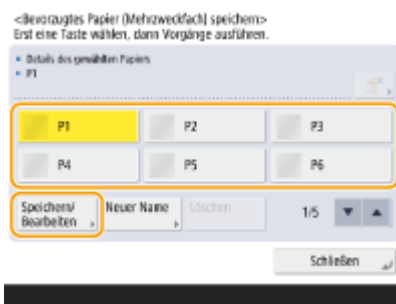 <Bevorzugtes Papier (Mehrzweckfach) speichern>
Erst eine Taste wählen, dann Vorgänge ausführen.
Details des gewählten Papiers
P1
P1 P2 P3
P4 P5 P6
Speichern/ Bearbeiten Neuer Name Löschen 1/5
Schließen